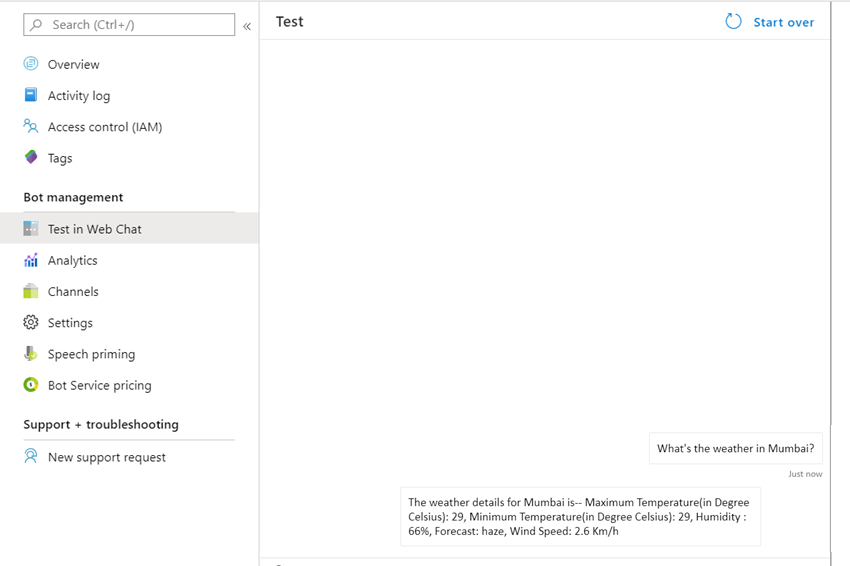 Search (Ctrl+/)
«
Overview
Activity log
Access control (IAM)
Tags
Bot management
Test in Web Chat
Analytics
Channels
Settings
Speech priming
Bot Service pricing
Support + troubleshooting
New support request
Test
Start over
What's the weather in Mumbai?
Just now
The weather details for Mumbai is-- Maximum Temperature(in Degree
Celsius): 29, Minimum Temperature(in Degree Celsius): 29, Humidity :
66%, Forecast: haze, Wind Speed: 2.6 Km/h